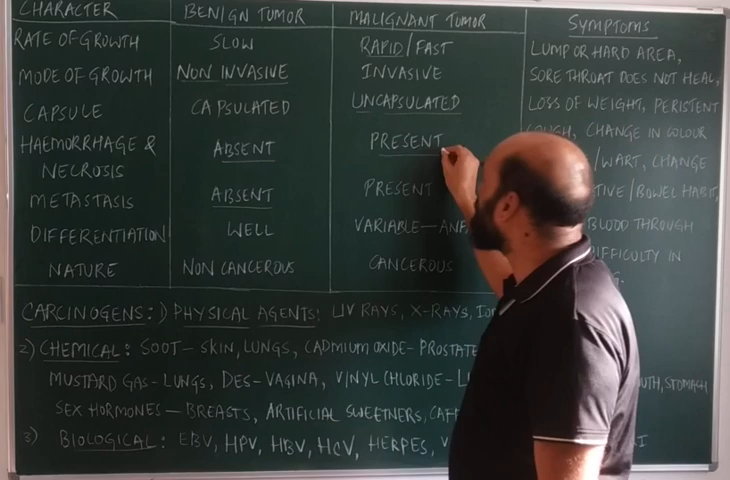 CHARACTER BENIGN TUMOR MALIGNANT TUMOR SYMPTOMS
RATE OF GROWTH SLOW RAPID/FAST LUMP OR HARD AREA,
MODE OF GROWTH NON INVASIVE INVASIVE SORE THROAT DOES NOT HEAL,
CAPSULE CAPSULATED UNCAPSULATED LOSS OF WEIGHT, PERISTENT
HAEMORRHAGE & ABSENT PRESENT COUGH, CHANGE IN COLOUR
NECROSIS /WART, CHANGE
METASTASIS ABSENT PRESENT /BOWEL HABIT,
DIFFERENTIATION WELL VARIABLE— BLOOD THROUGH
NATURE NON CANCEROUS CANCEROUS DIFFICULTY IN
CARCINOGENS:1) PHYSICAL AGENTS: UV RAYS, X-RAYS,
2) CHEMICAL: SOOT-SKIN, LUNGS, CADMIUM OXIDE-PROSTATE
MUSTARD GAS-LUNGS, DES-VAGINA, VINYL CHLORIDE- STOMACH
SEX HORMONES—BREASTS, ARTIFICIAL SWEETNERS,
3) BIOLOGICAL: EBV, HPV, HBV, HCV, HERPES,